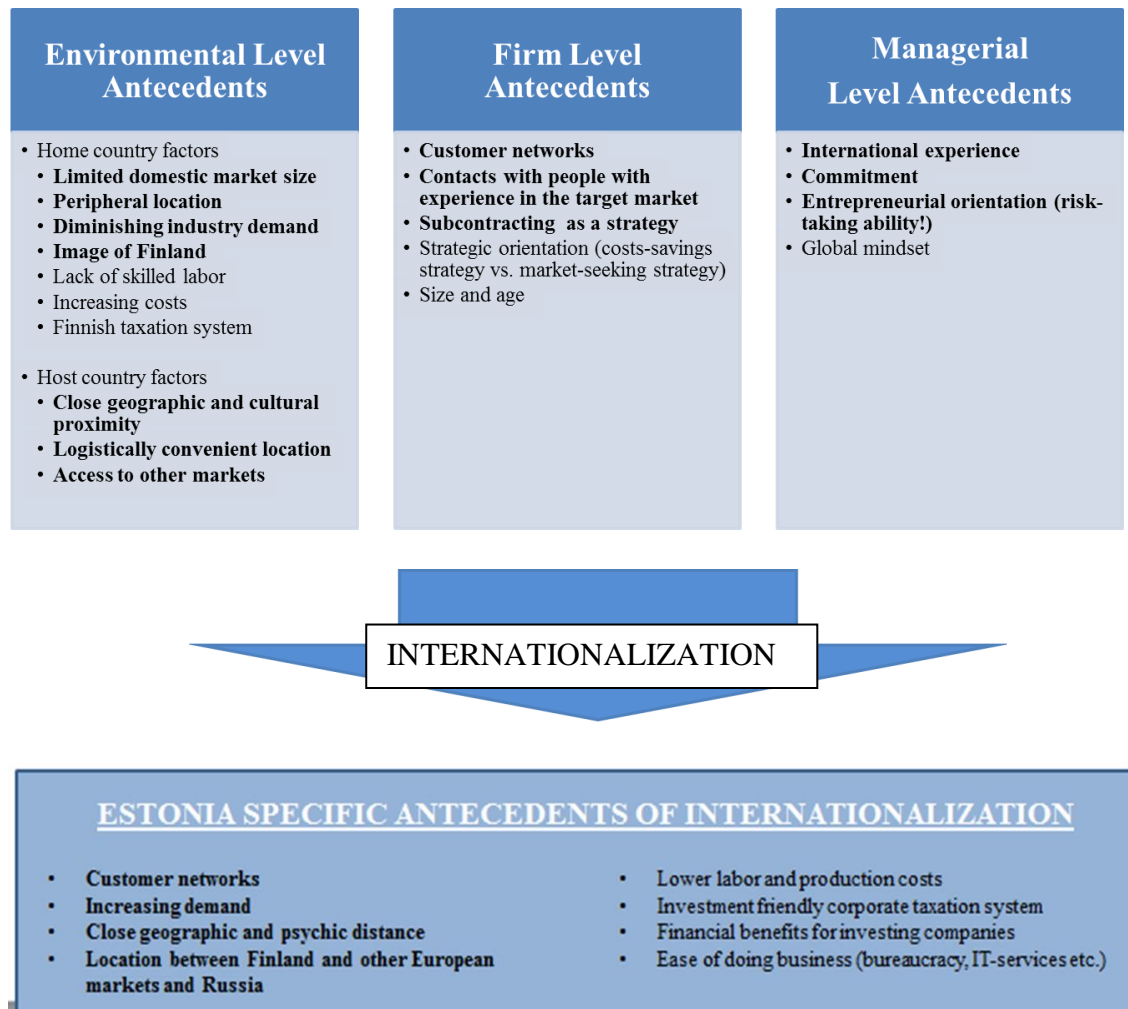 Environmental Level
Antecedents
• Home country factors
• Limited domestic market size
• Peripheral location
• Diminishing industry demand
• Image of Finland
• Lack of skilled labor
• Increasing costs
• Finnish taxation system
• Host country factors
• Close geographic and cultural
proximity
• Logistically convenient location
• Access to other markets
Firm Level
Antecedents
• Customer networks
• Contacts with people with
experience in the target market
• Subcontracting as a strategy
• Strategic orientation (costs-savings
strategy vs. market-seeking strategy)
• Size and age
Managerial
Level Antecedents
• International experience
• Commitment
• Entrepreneurial orientation (risk-
taking ability!)
• Global mindset
INTERNATIONALIZATION
ESTONIA SPECIFIC ANTECEDENTS OF INTERNATIONALIZATION
• Customer networks
• Increasing demand
• Close geographic and psychic distance
• Location between Finland and other European
markets and Russia
• Lower labor and production costs
• Investment friendly corporate taxation system
• Financial benefits for investing companies
• Ease of doing business (bureaucracy, IT-services etc.)